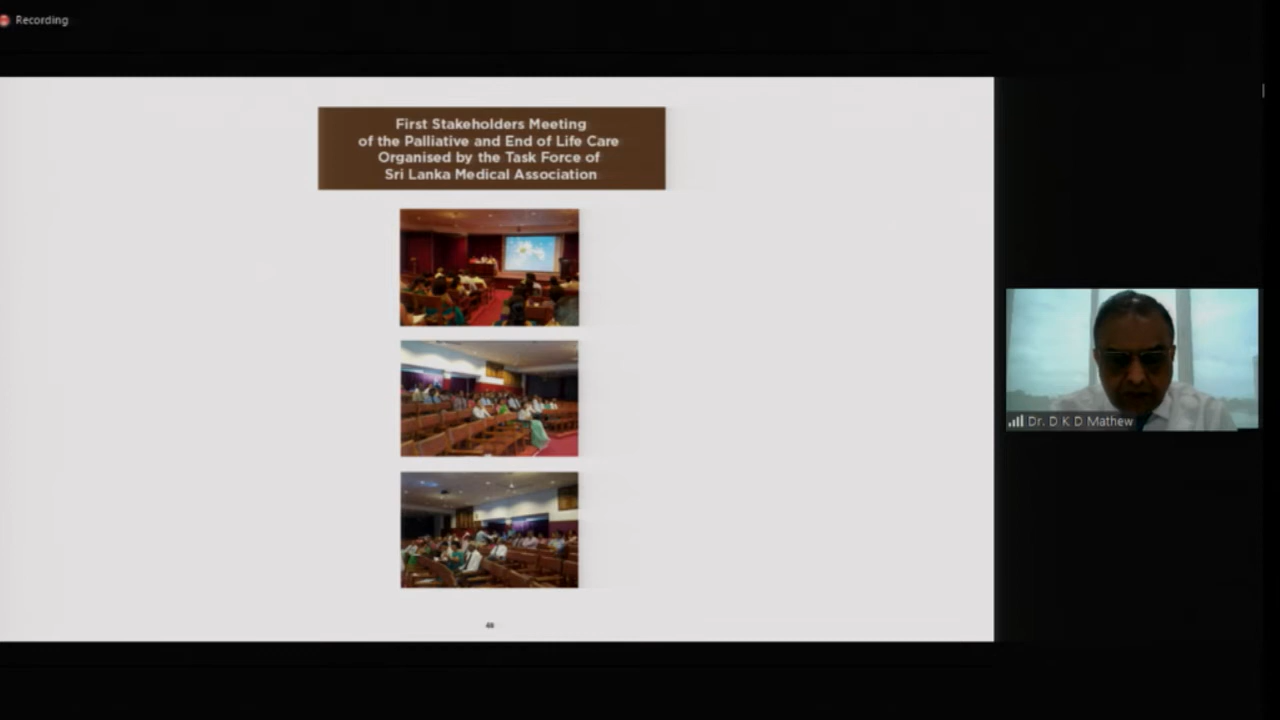 Recording
First Stakeholders Meeting
of the Palliative and End of Life Care
Organised by the Task Force of
Sri Lanka Medical Association
Dr. D K D Mathew